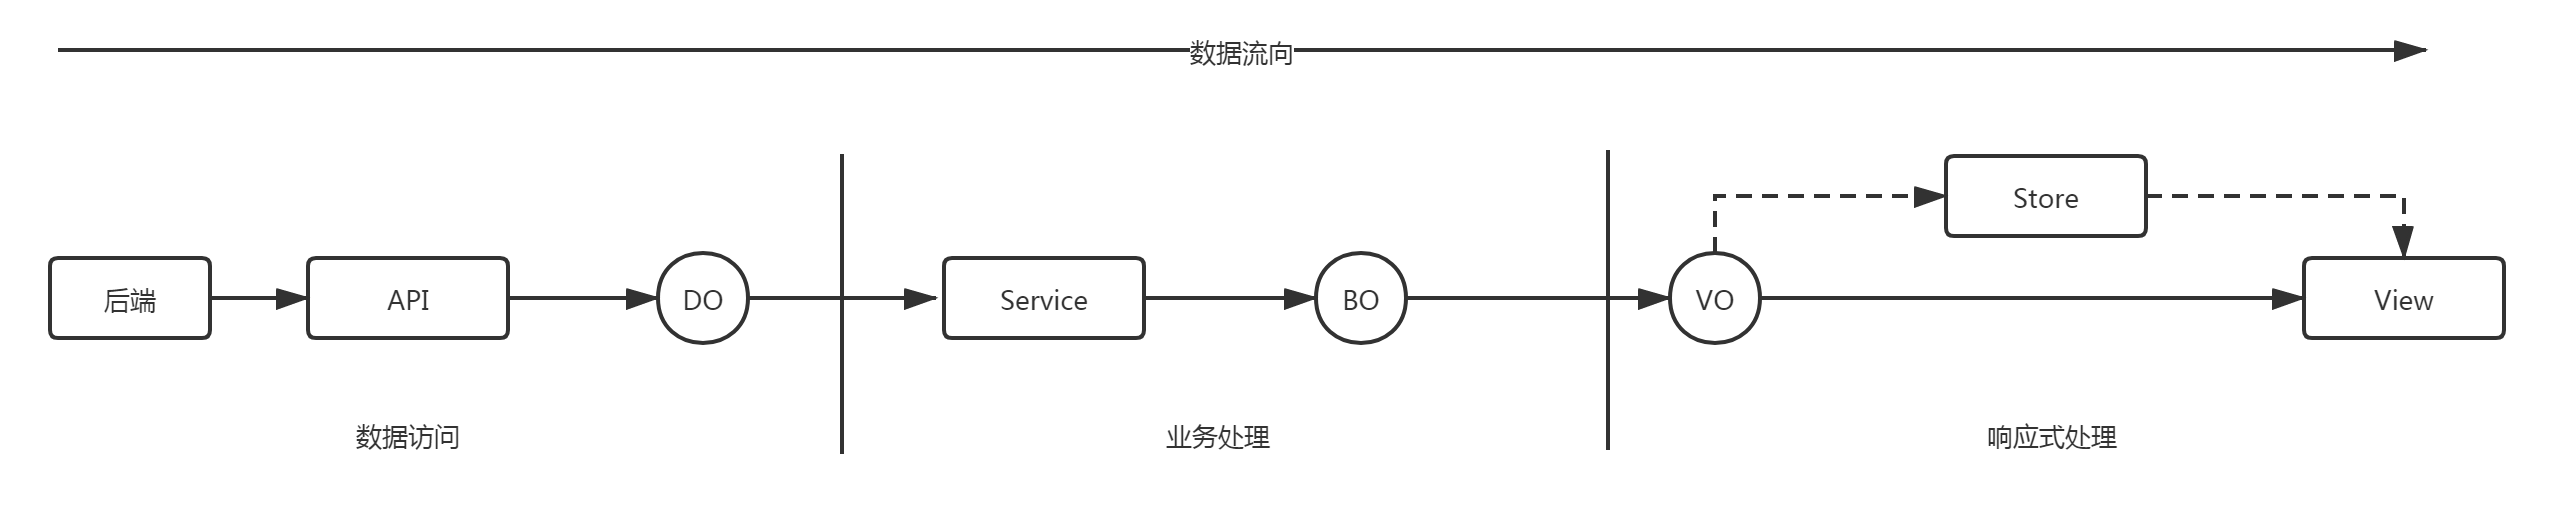 数据流向
Store
后端
API
DO
Service
BO
VO
View
数据访问
业务处理
响应式处理